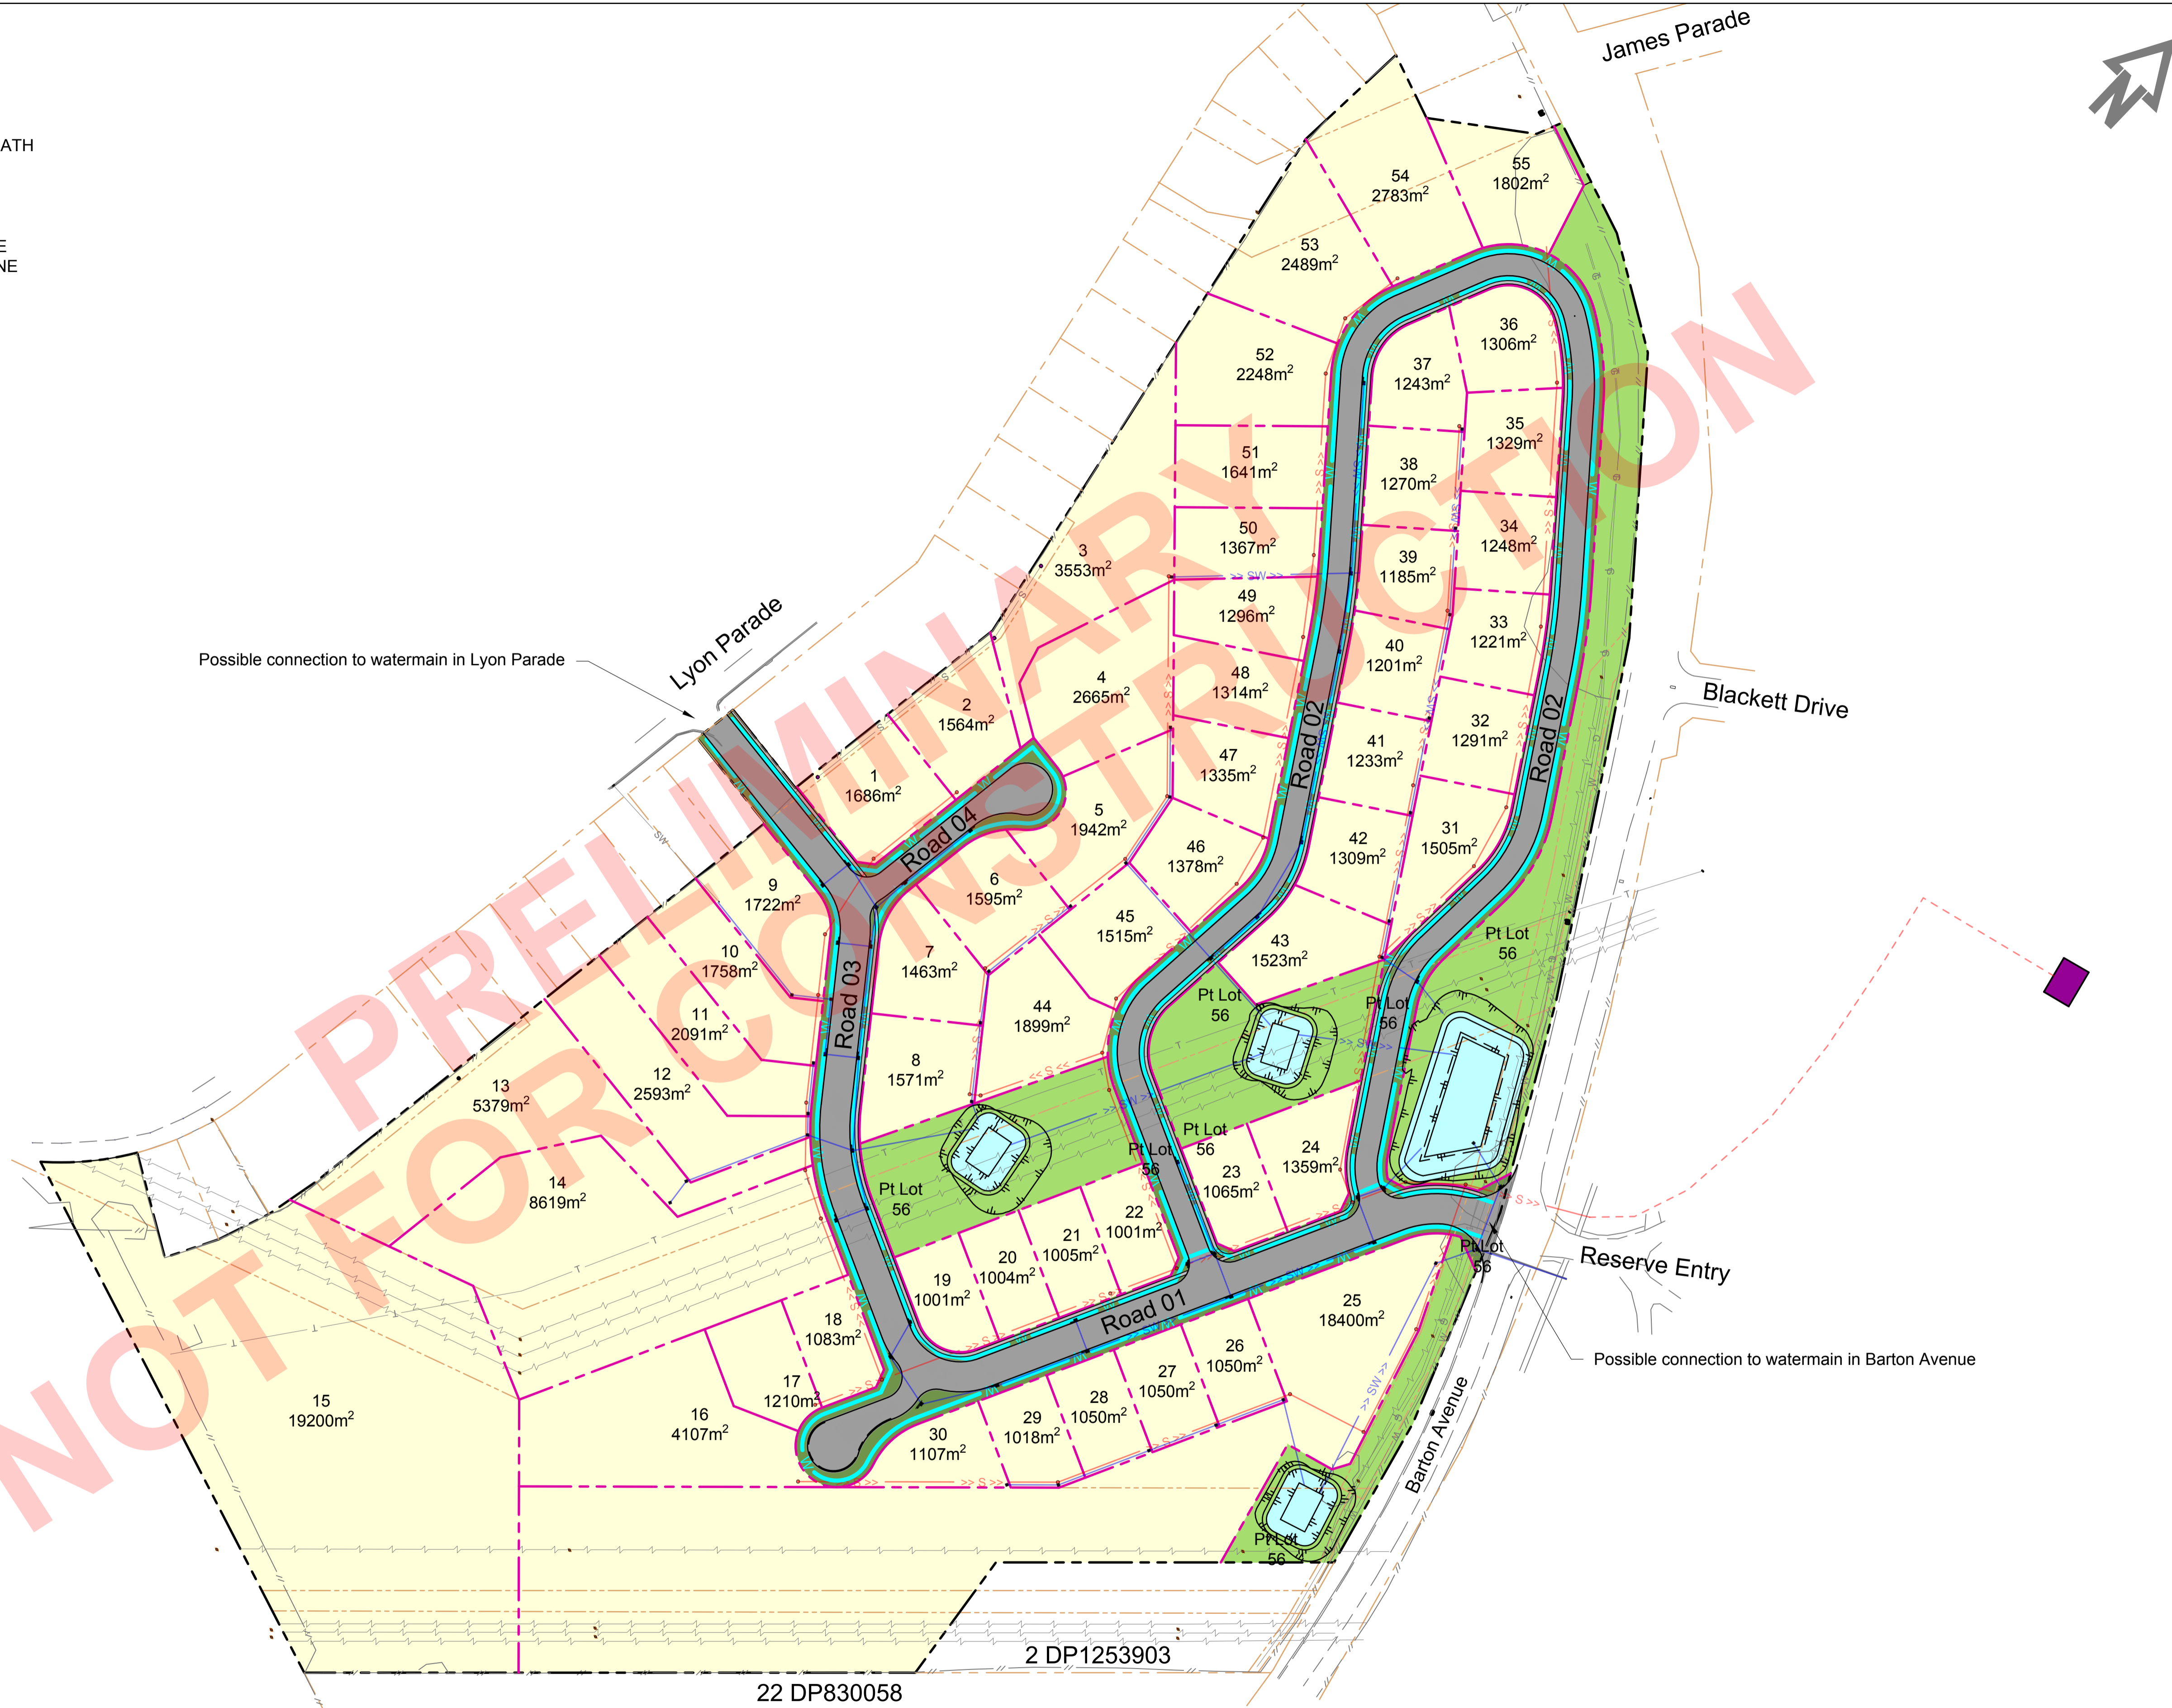 James Parade
N
ATH
E
NE
55
1802m²
54
2783m²
53
2489m²
36
1306m²
52
2248m²
37
1243m²
35
1329m²
51
1641m²
38
1270m²
50
1367m²
34
1248m²
3
3553m²
39
1185m²
49
1296m²
33
1221m²
Lyon Parade
Possible connection to watermain in Lyon Parade
40
1201m²
4
2665m²
48
1314m²
Blackett Drive
2
1564m²
32
1291m²
Road 02
Road 02
41
1233m²
47
1335m²
1
1686m²
5
1942m²
31
1505m²
Road 04
42
1309m²
46
1378m²
6
1595m²
9
1722m²
45
1515m²
43
1523m²
Pt Lot
56
7
1463m²
10
1758m²
Road 03
44
1899m²
Pt Lot
56
Pt Lot
56
11
2091m²
8
1571m²
12
2593m²
13
5379m²
Pt Lot
56
Pt Lot
56
24
1359m²
23
1065m²
14
8619m²
Pt Lot
56
22
1001m²
21
1005m²
20
1004m²
19
1001m²
Pt Lot
56
Reserve Entry
Road 01
25
18400m²
18
1083m²
26
1050m²
27
1050m²
28
1050m²
29
1018m²
30
1107m²
17
1210m²
16
4107m²
15
19200m²
Possible connection to watermain in Barton Avenue
Barton Avenue
Pt Lot
56
2 DP1253903
22 DP830058
PRELIMINARY
NOT FOR CONSTRUCTION